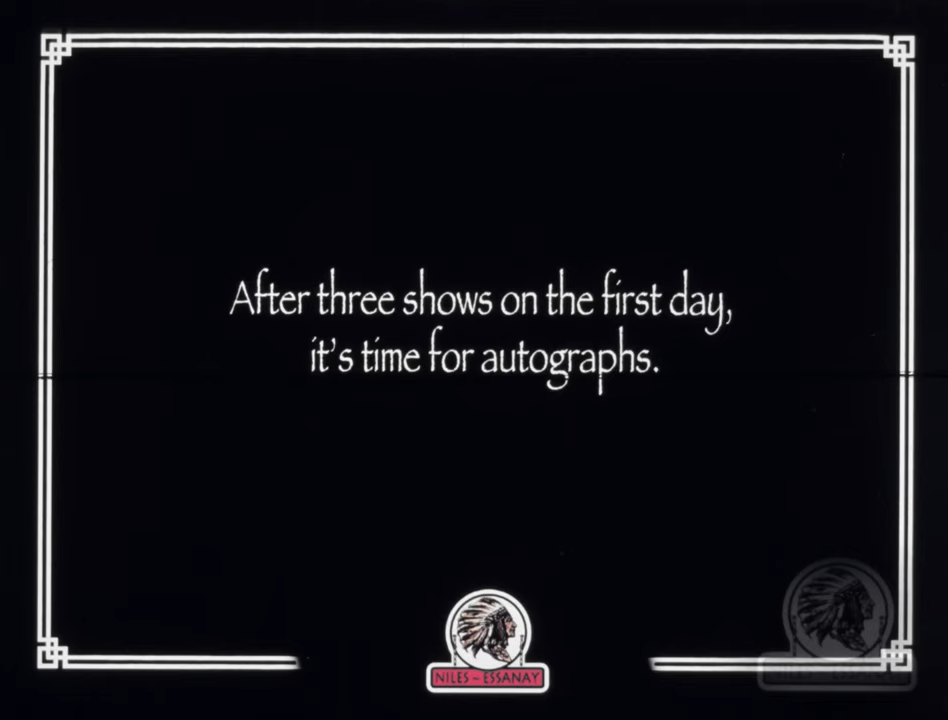 After three shows on the first day,
it's time for autographs.
NILES – ESSANAY